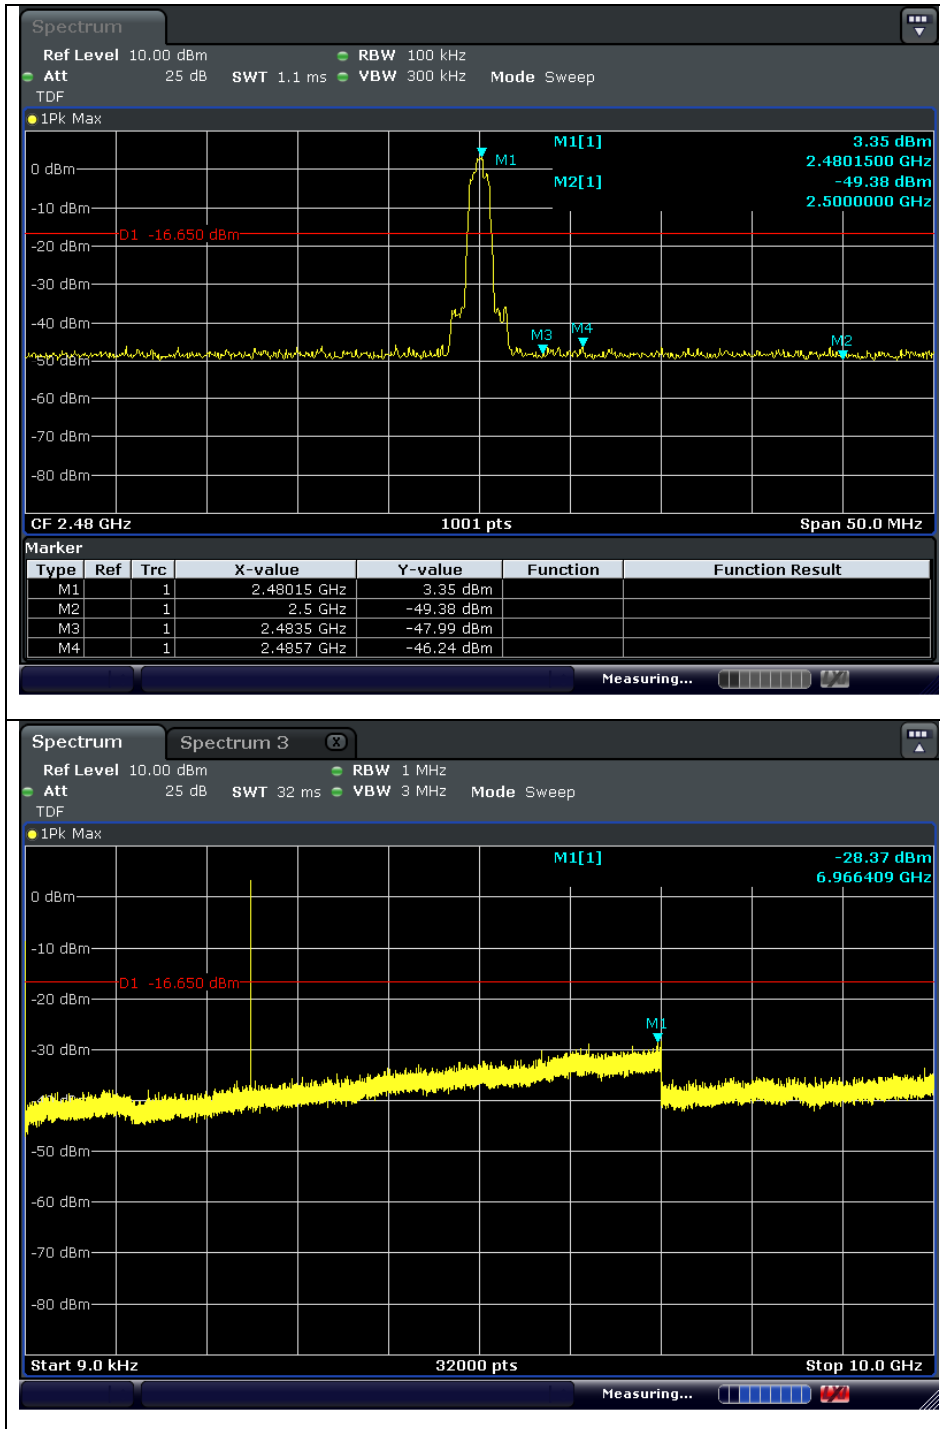 Spectrum
Ref Level 10.00 dBm RBW 100 kHz
Att 25 dB SWT 1.1 ms VBW 300 kHz Mode Sweep
TDF
1Pk Max
M1[1] 3.35 dBm
2.4801500 GHz
M2[1] -49.38 dBm
2.5000000 GHz
M1
0 dBm
-10 dBm
D1 -16.650 dBm
-20 dBm
-30 dBm
-40 dBm
M3 M4 M2
-50 dBm
-60 dBm
-70 dBm
-80 dBm
CF 2.48 GHz 1001 pts Span 50.0 MHz
Marker
Type Ref Trc X-value Y-value Function Function Result
M1 1 2.48015 GHz 3.35 dBm
M2 1 2.5 GHz -49.38 dBm
M3 1 2.4835 GHz -47.99 dBm
M4 1 2.4857 GHz -46.24 dBm
Measuring...
Spectrum Spectrum 3 X
Ref Level 10.00 dBm RBW 1 MHz
Att 25 dB SWT 32 ms VBW 3 MHz Mode Sweep
TDF
1Pk Max
M1[1] -28.37 dBm
6.966409 GHz
0 dBm
-10 dBm
D1 -16.650 dBm
-20 dBm
M1
-30 dBm
-50 dBm
-60 dBm
-70 dBm
-80 dBm
Start 9.0 kHz 32000 pts Stop 10.0 GHz
Measuring...